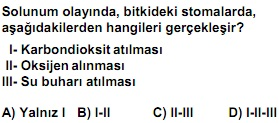 Solunum olayında, bitkideki stomalarda,
aşağıdakilerden hangileri gerçekleşir?
I- Karbondioksit atılması
II- Oksijen alınması
III- Su buharı atılması
A) Yalnız I B) I-II C) II-III D) I-II-III